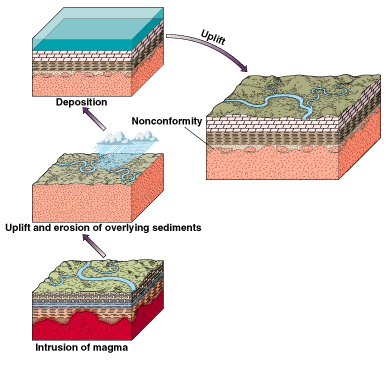 Uplift
Deposition
Nonconformity
Uplift and erosion of overlying sediments
Intrusion of magma